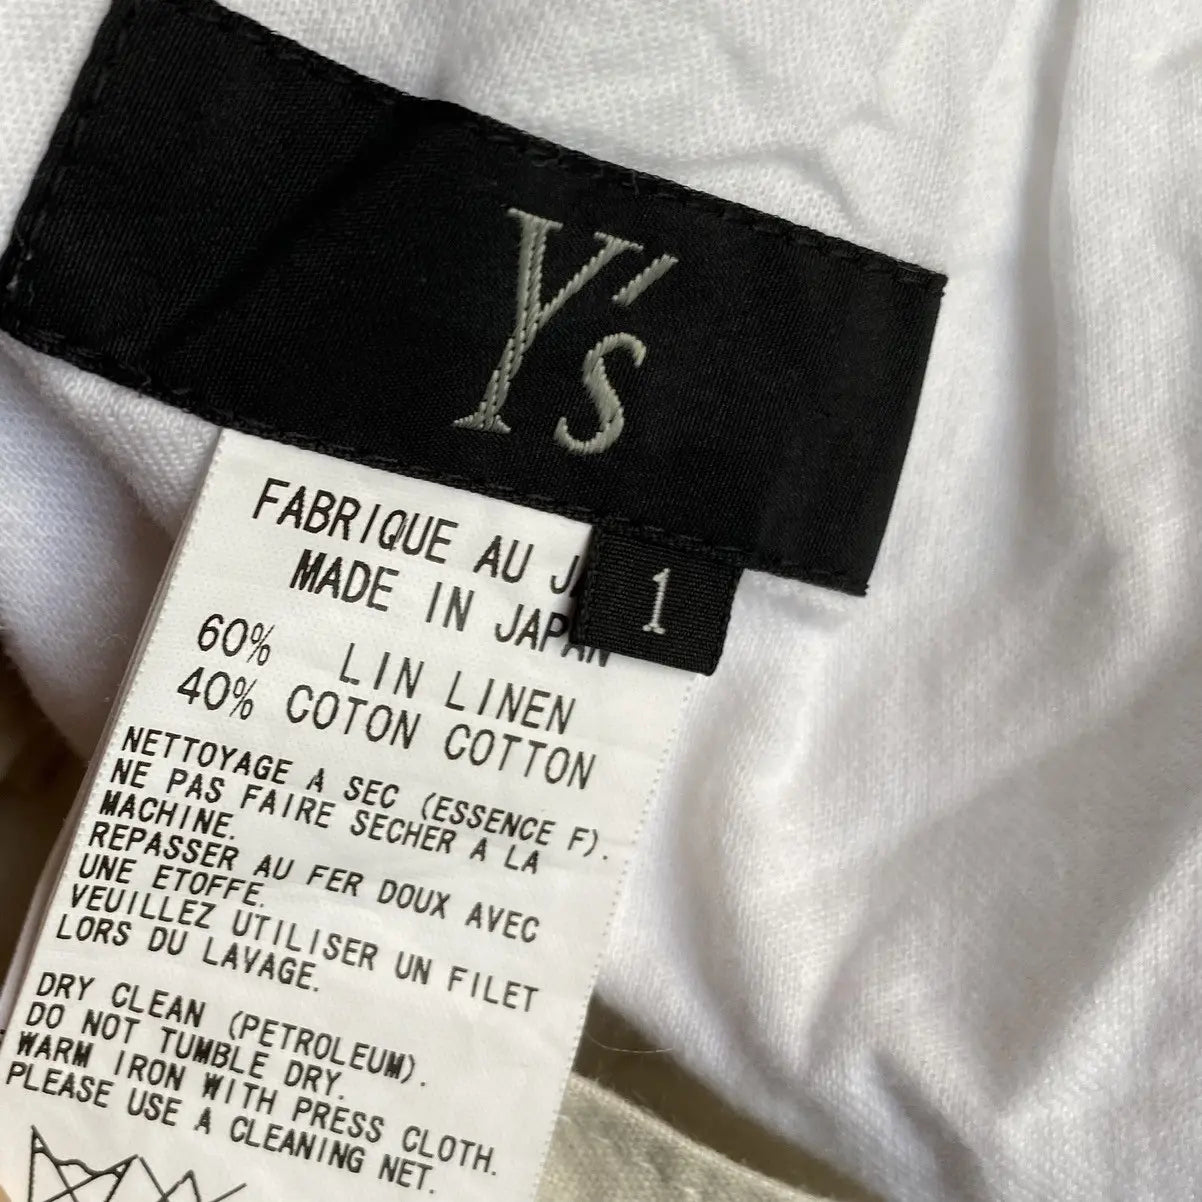 Y's
1
FABRIQUE AU
MADE IN JAPAN
60% LIN LINEN
40% COTON COTTON
NETTOYAGE A SEC (ESSENCE F).
NE PAS FAIRE SECHER A LA
MACHINE.
REPASSER AU FER DOUX AVEC
UNE ETOFFE.
VEUILLEZ UTILISER UN FILET
LORS DU LAVAGE.
DRY CLEAN (PETROLEUM).
DO NOT TUMBLE DRY.
WARM IRON WITH PRESS CLOTH.
PLEASE USE A CLEANING NET.